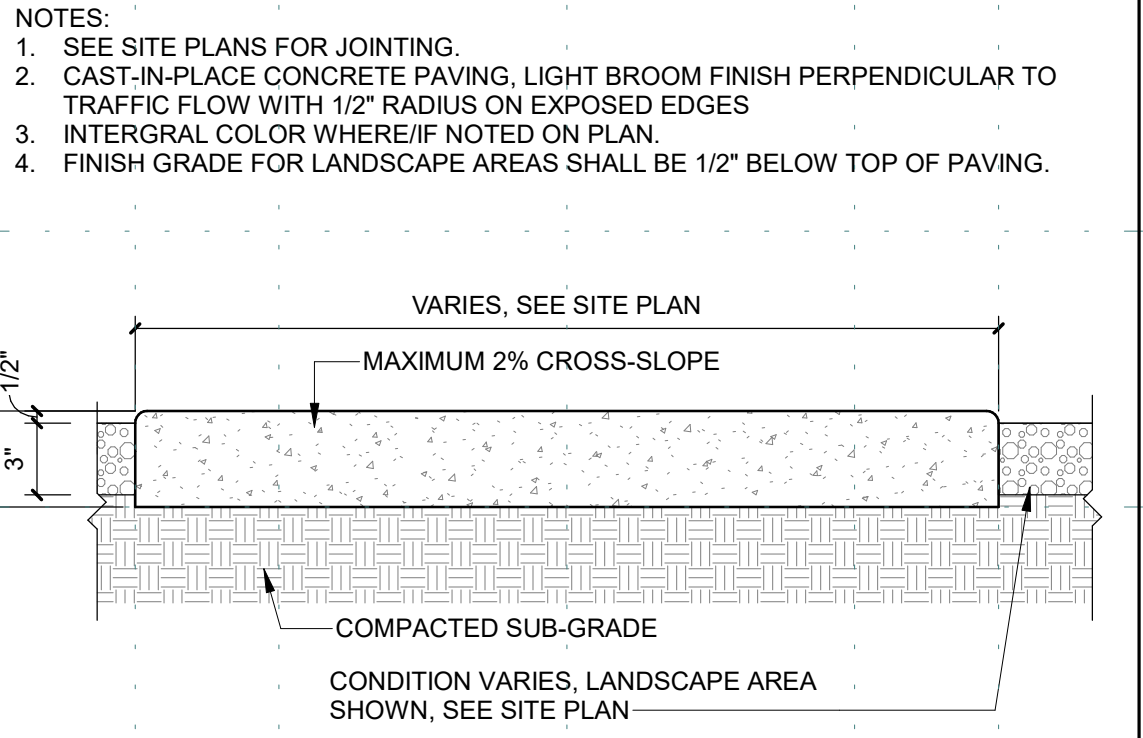 NOTES:
1. SEE SITE PLANS FOR JOINTING.
2. CAST-IN-PLACE CONCRETE PAVING, LIGHT BROOM FINISH PERPENDICULAR TO
TRAFFIC FLOW WITH 1/2" RADIUS ON EXPOSED EDGES
3. INTERGRAL COLOR WHERE/IF NOTED ON PLAN.
4. FINISH GRADE FOR LANDSCAPE AREAS SHALL BE 1/2" BELOW TOP OF PAVING.
VARIES, SEE SITE PLAN
MAXIMUM 2% CROSS-SLOPE
1/2"
3"
COMPACTED SUB-GRADE
CONDITION VARIES, LANDSCAPE AREA
SHOWN, SEE SITE PLAN